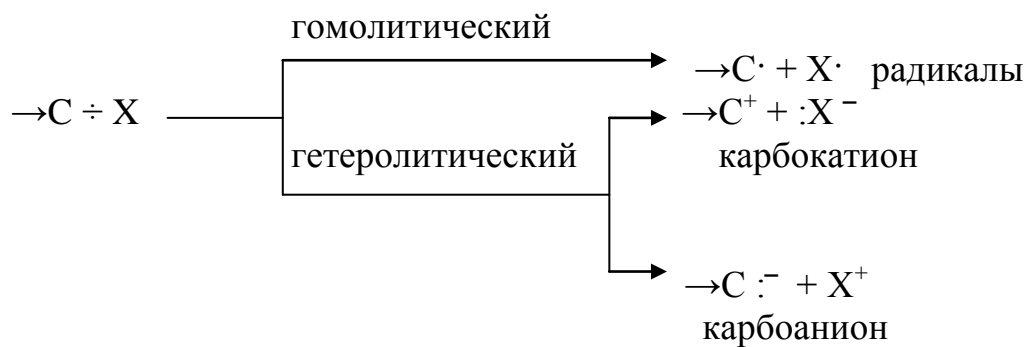 гомолитический
→C· + X· радикалы
→C ÷ X
→C⁺ + :X⁻
гетеролитический
карбокатион
→C :⁻ + X⁺
карбоанион